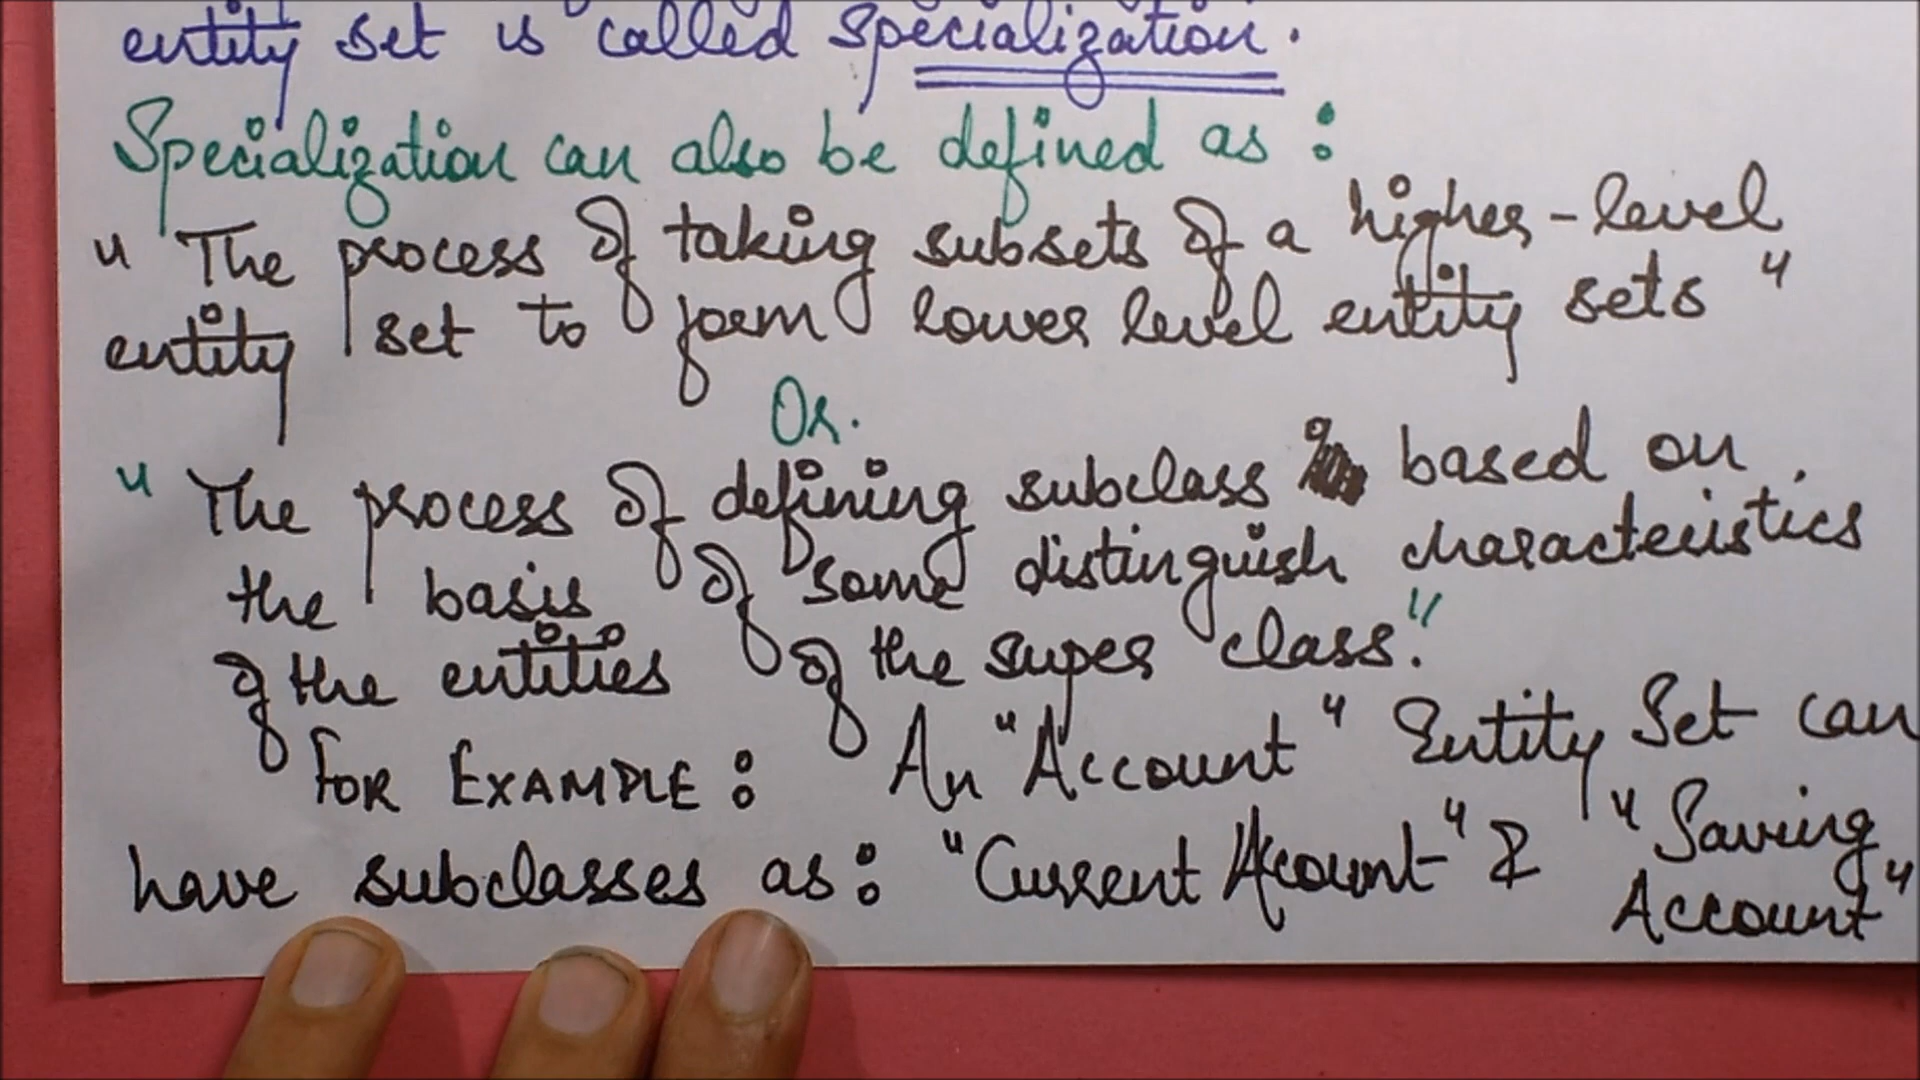 entity set is called specialization.
Specialization can also be defined as :
" The process of taking subsets of a higher-level
entity set to form lower level entity sets "
Or.
" The process of defining subclass based on
the basis of some distinguish characteristics
of the entities of the super class."
FOR EXAMPLE : An "Account" Entity Set can
have subclasses as : "Current Account" & "Saving
Account"